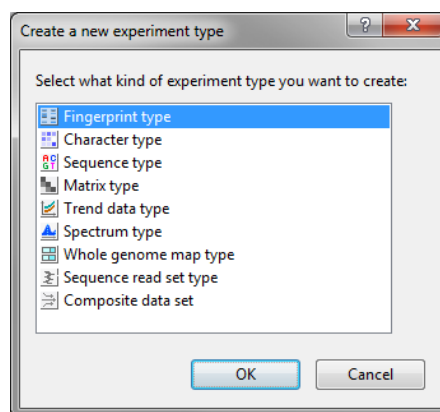 Create a new experiment type
Select what kind of experiment type you want to create:
Fingerprint type
Character type
Sequence type
Matrix type
Trend data type
Spectrum type
Whole genome map type
Sequence read set type
Composite data set
OK Cancel